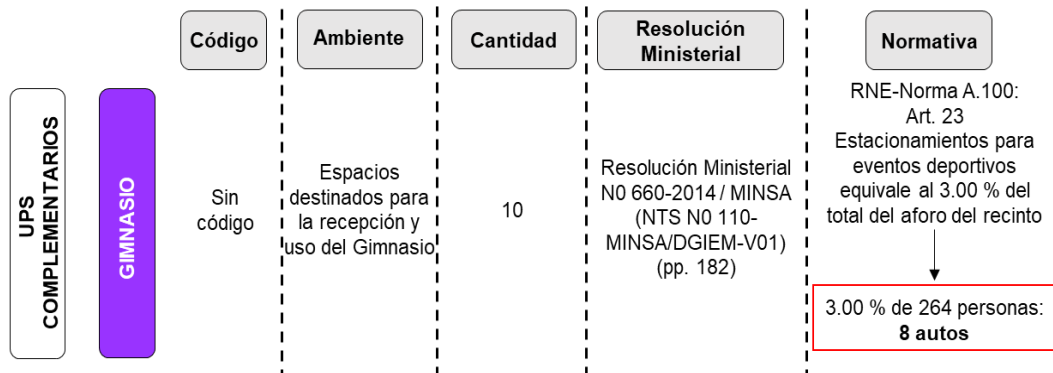 Código
Ambiente
Cantidad
Resolución
Ministerial
Normativa
UPS
COMPLEMENTARIOS
GIMNASIO
Sin
código
Espacios
destinados para
la recepción y
uso del Gimnasio
10
Resolución Ministerial
N0 660-2014 / MINSA
(NTS N0 110-
MINSA/DGIEM-V01)
(pp. 182)
RNE-Norma A.100:
Art. 23
Estacionamientos para
eventos deportivos
equivale al 3.00 % del
total del aforo del recinto
3.00 % de 264 personas:
8 autos